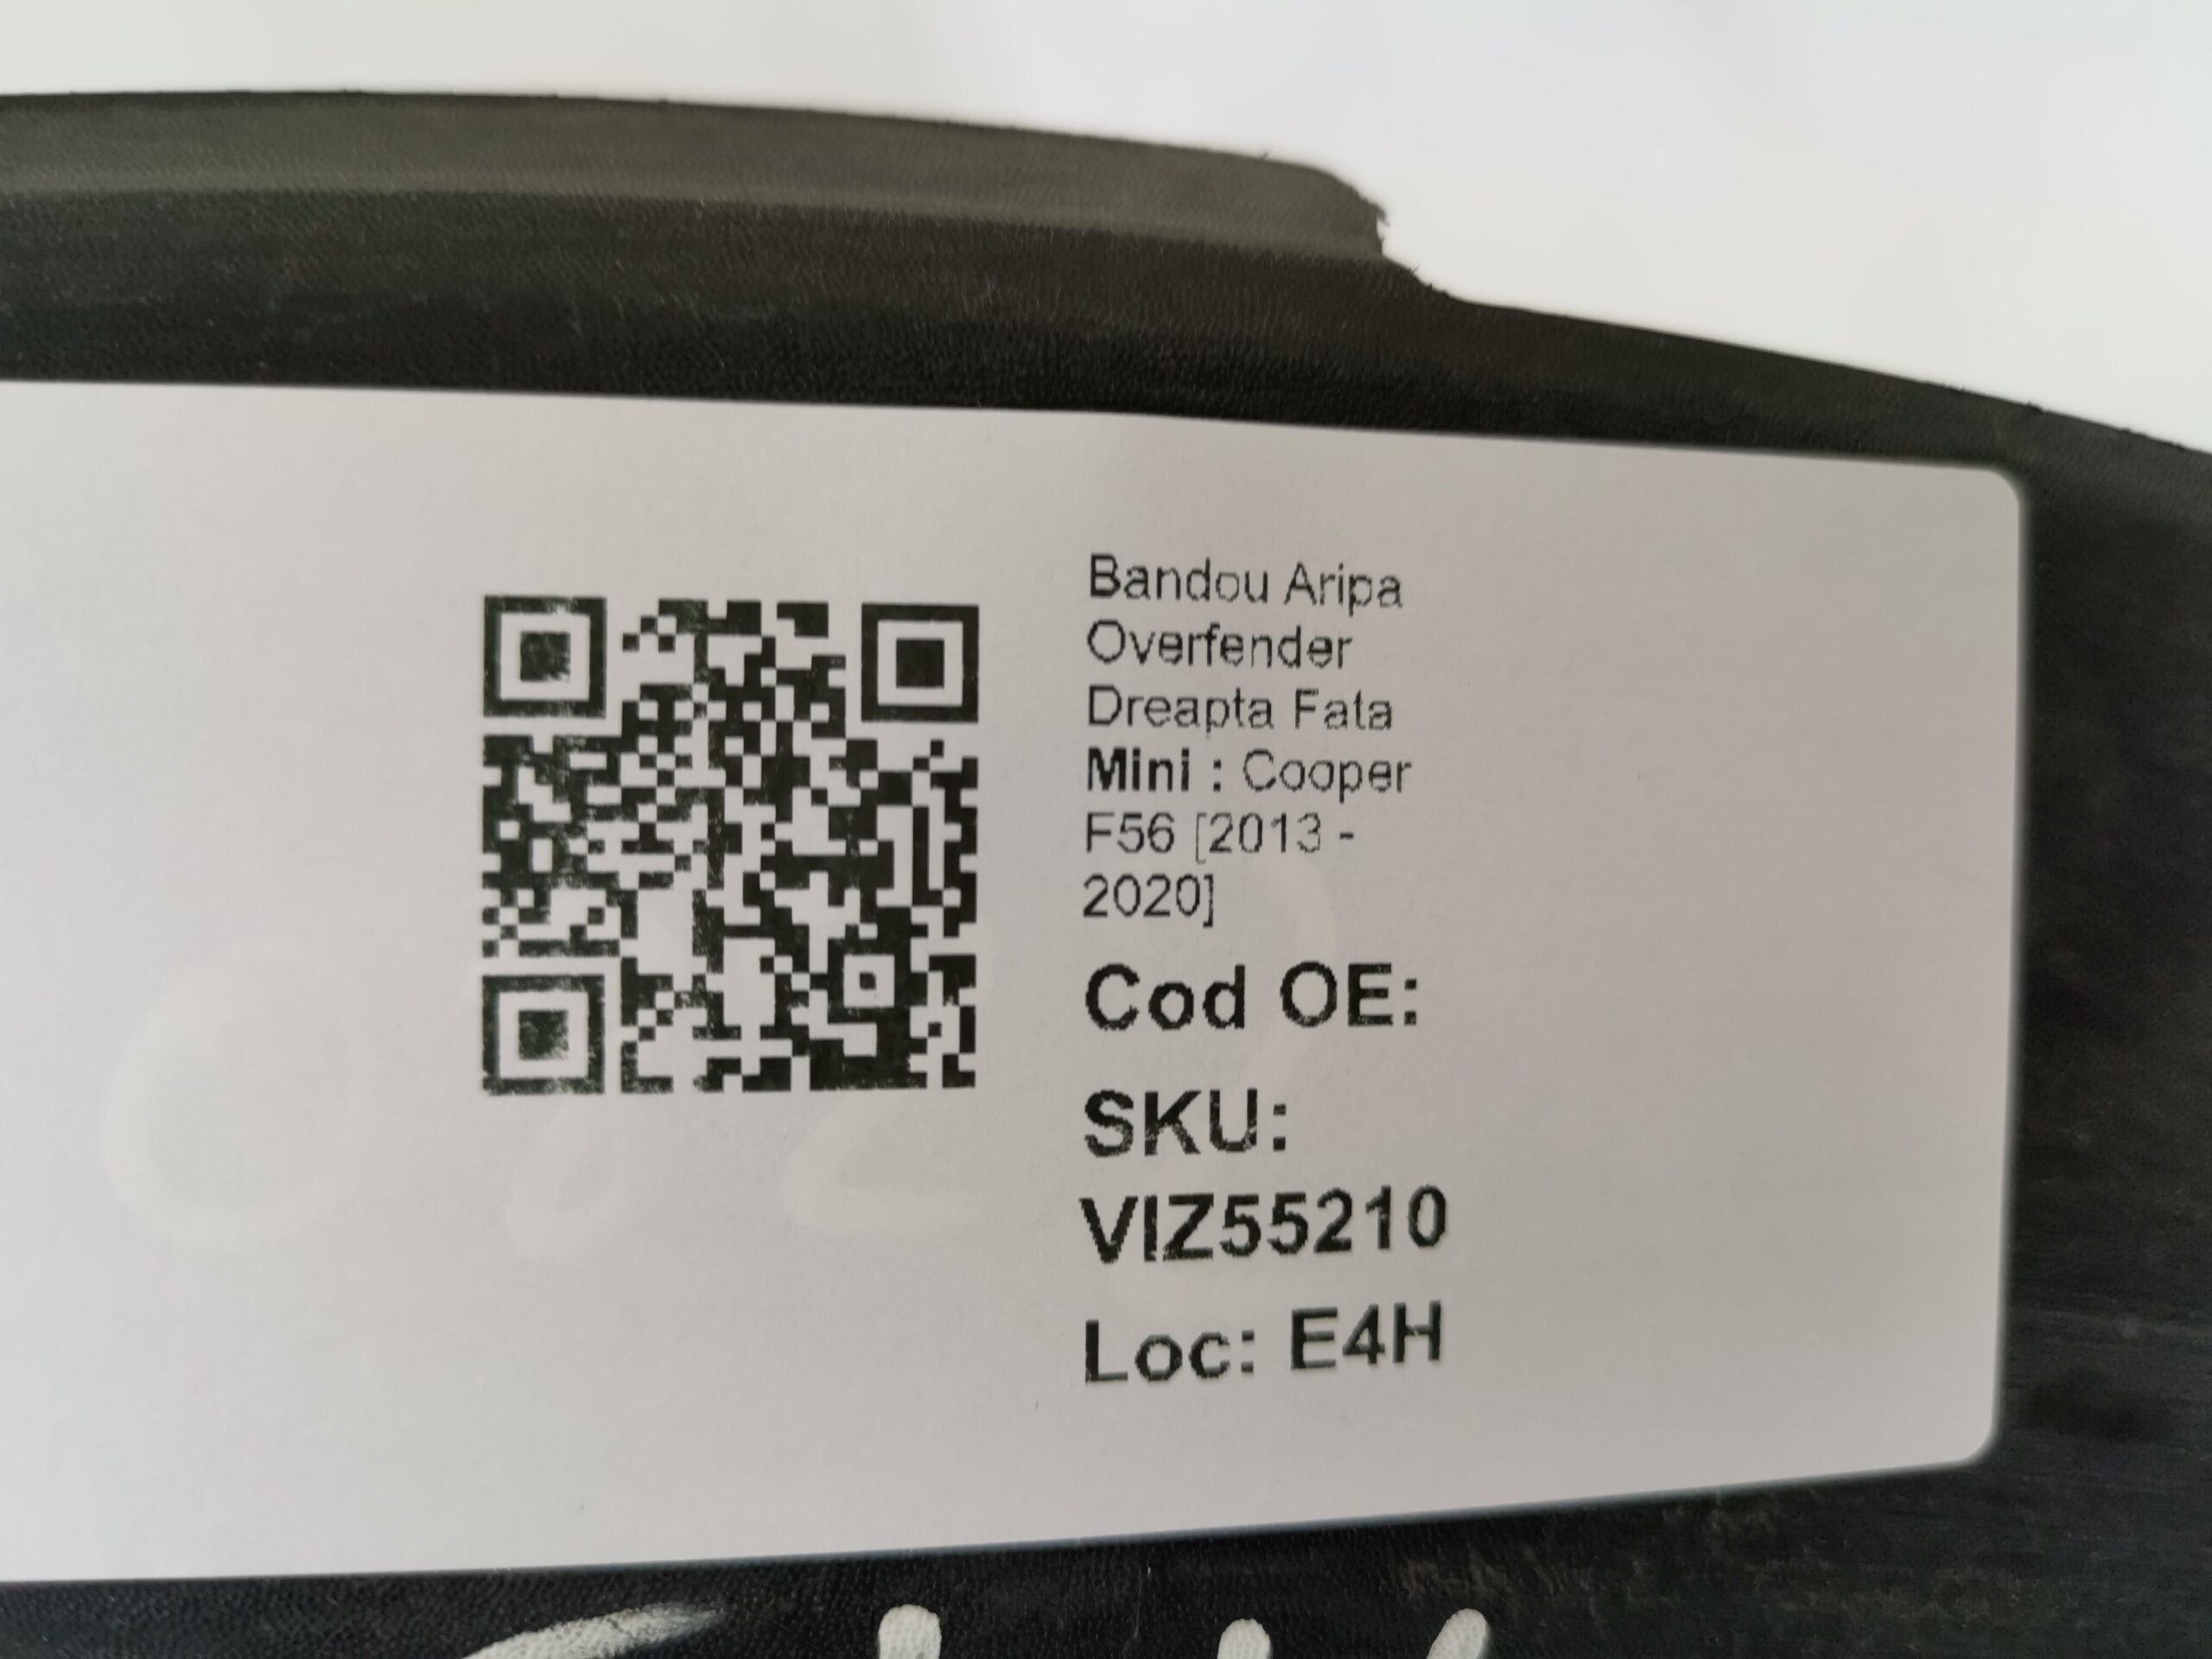 Bandou Aripa
Overfender
Dreapta Fata
Mini : Cooper
F56 [2013 -
2020]
Cod OE:
SKU:
VIZ55210
Loc: E4H